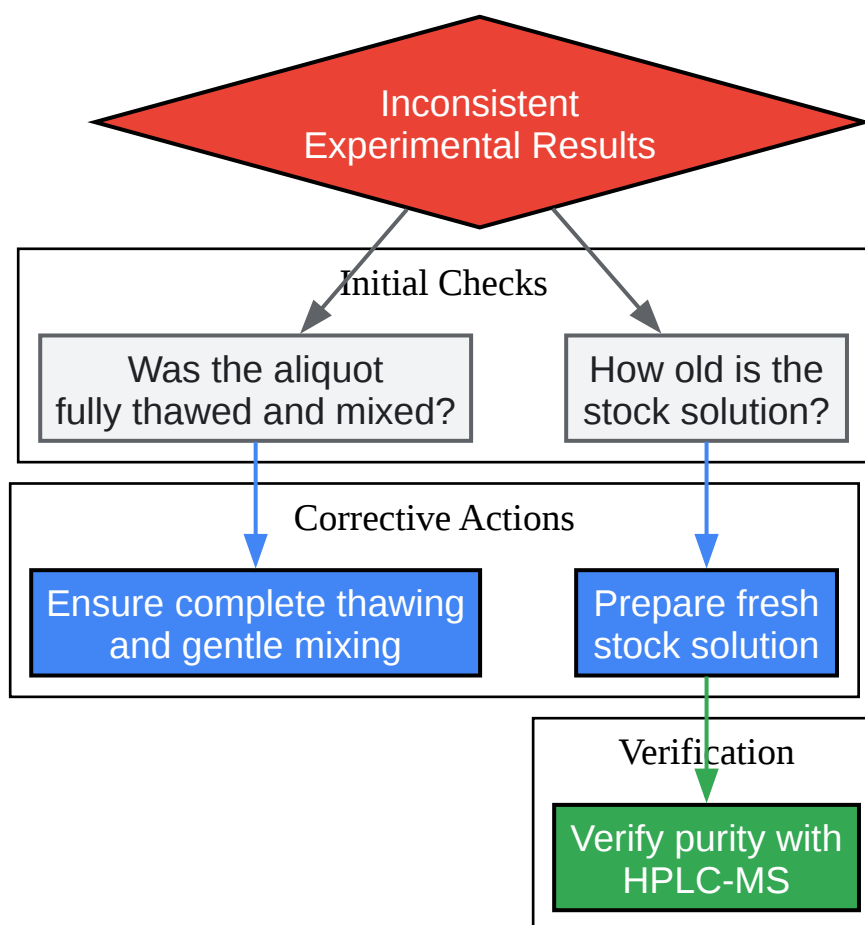 Inconsistent
Experimental Results
Initial Checks
Was the aliquot
fully thawed and mixed?
How old is the
stock solution?
Corrective Actions
Ensure complete thawing
and gentle mixing
Prepare fresh
stock solution
Verification
Verify purity with
HPLC-MS